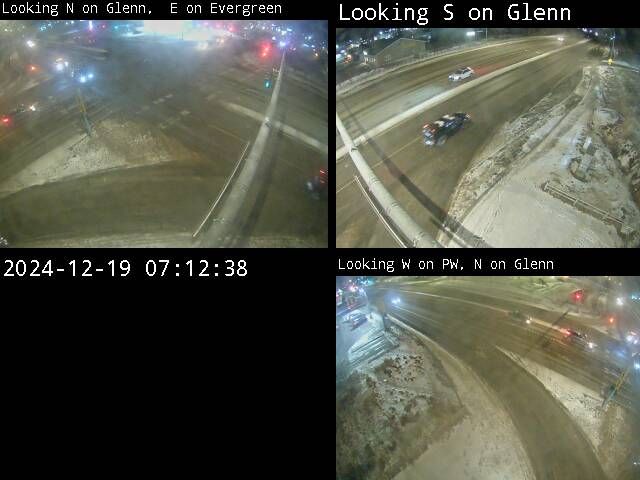 Looking N on Glenn,  E on Evergreen
Looking S on Glenn
2024-12-19 07:12:38
Looking W on PW, N on Glenn